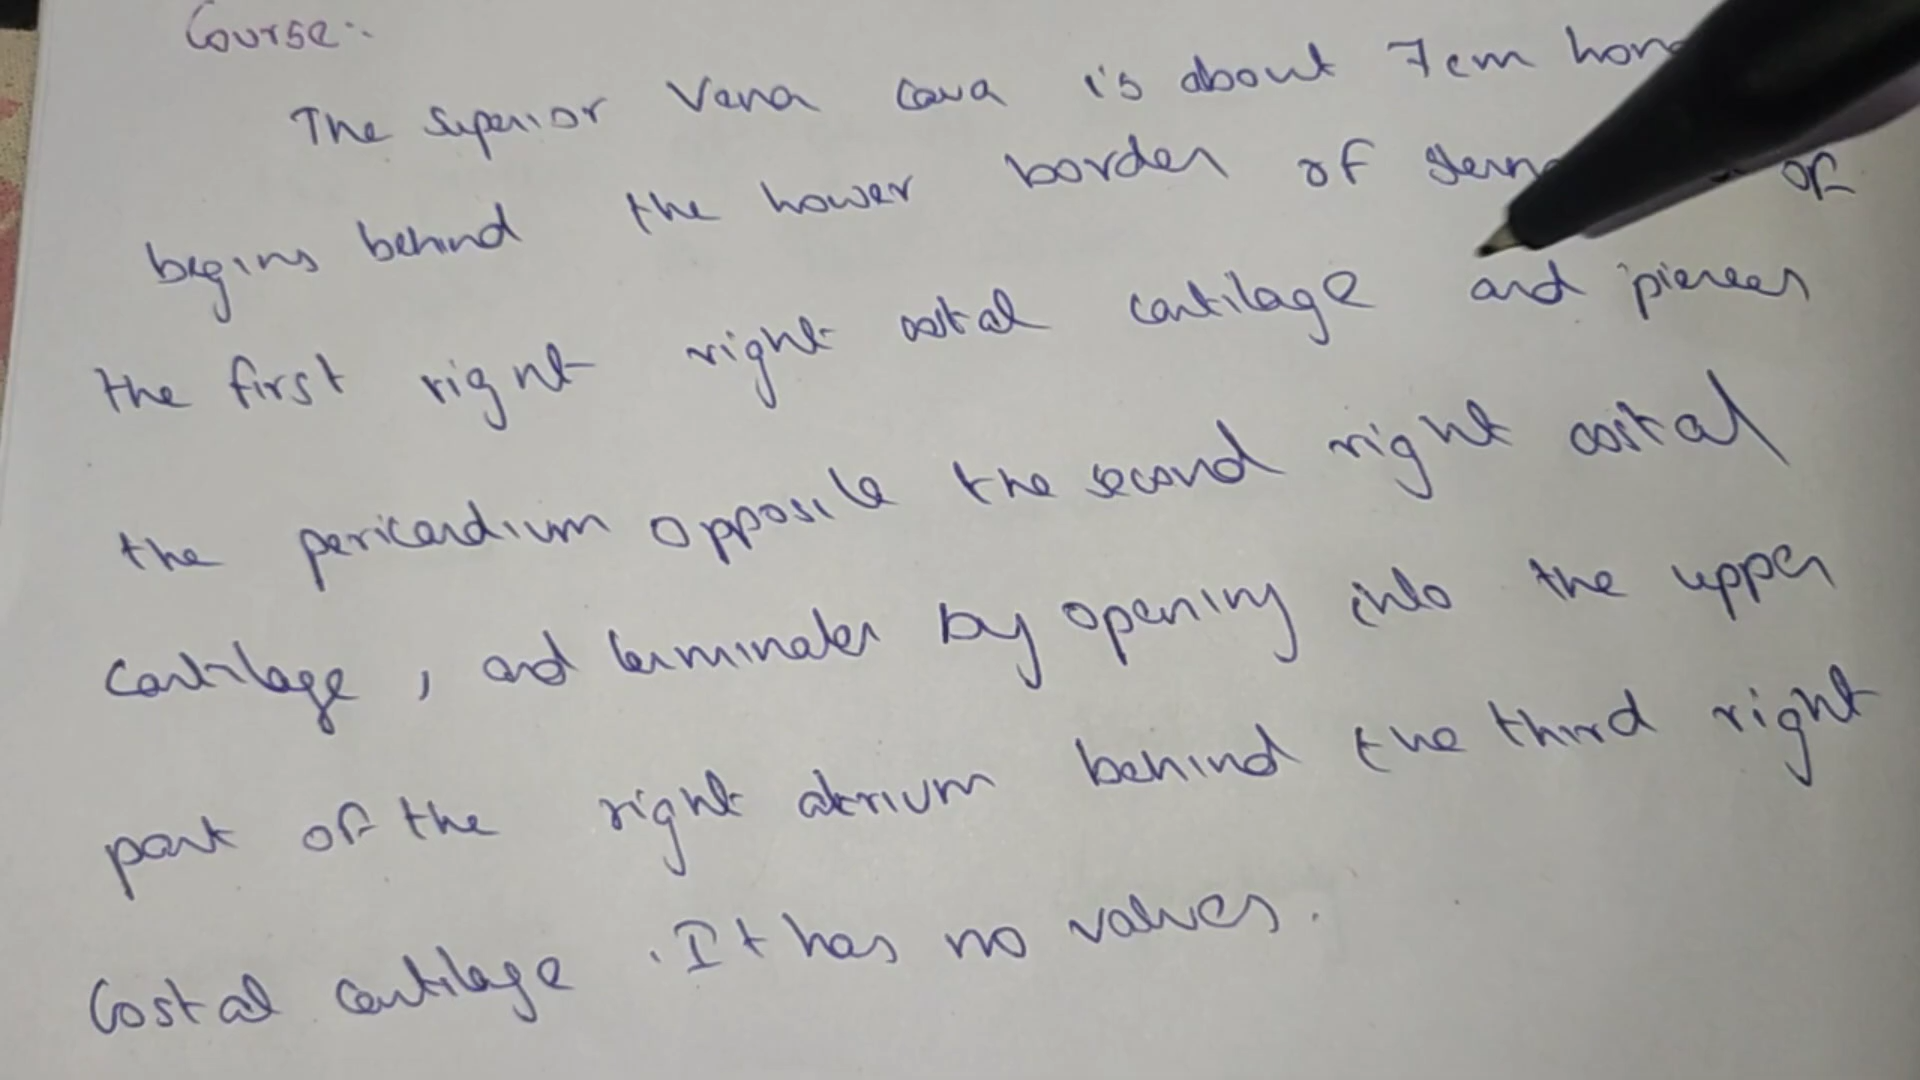 Course:-
The superior Vena cava is about 7cm
begins behind the lower border of of
the first right right costal cartilage and pierces
the pericardium opposite the second right costal
cartilage, and terminates by opening into the upper
part of the right atrium behind the third right
Costal cartilage. It has no valves.